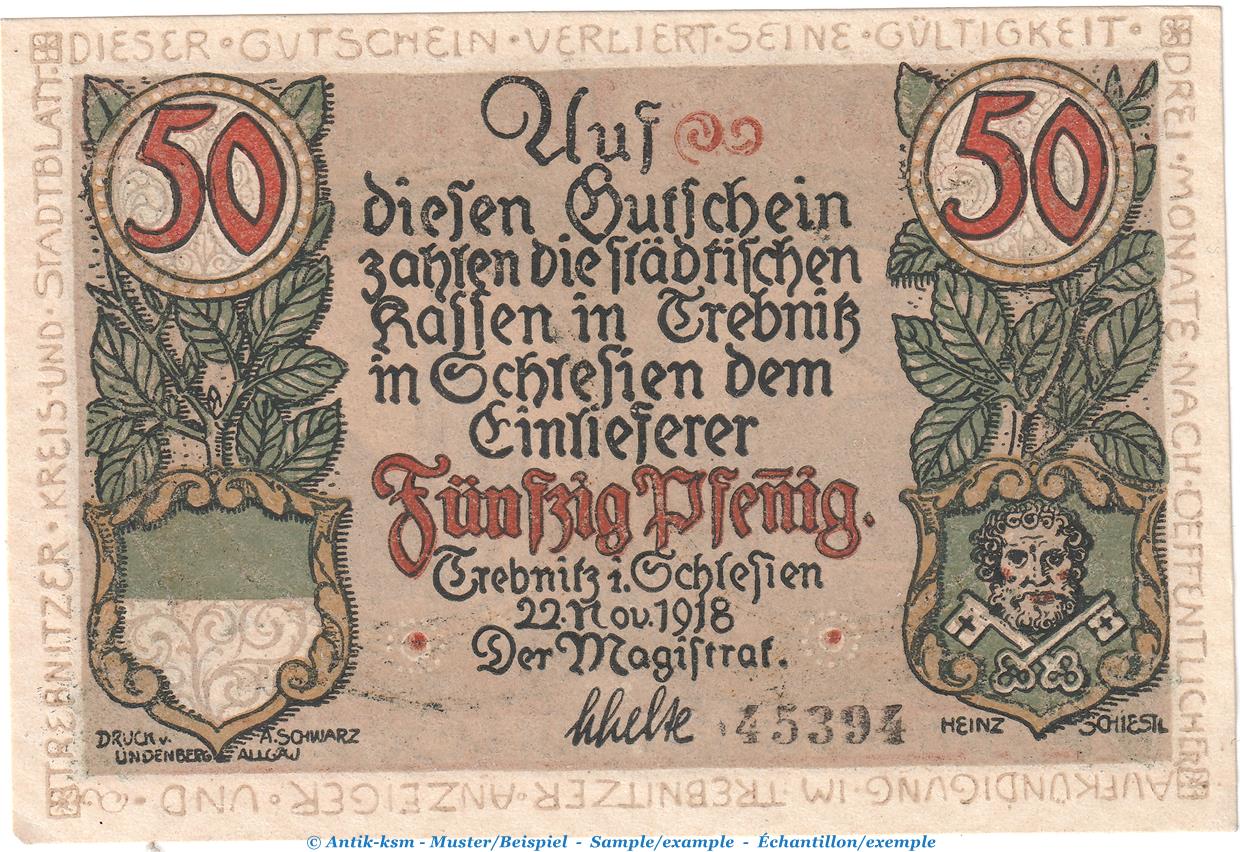 DIESER · GUTSCHEIN · VERLIERT · SEINE · GÜLTIGKEIT ·
DREI · MONATE · NACH · OEFFENTLICHER
AUFKÜNDIGUNG · IM · TREBNITZER · ANZEIGER · UND ·
TREBNITZER · KREIS- UND · STADTBLATT.
50
50
Auf
diesen Gutschein
zahlen die städtischen
Kassen in Trebnitz
in Schlesien dem
Einlieferer
Fünfzig Pfen̄ig.
Trebnitz i. Schlesien
22. Nov. 1918
Der Magistrat.
45394
DRUCK v. A. SCHWARZ
LINDENBERG ALLGÄU
HEINZ SCHIESTL
© Antik-ksm - Muster/Beispiel - Sample/example - Échantillon/exemple